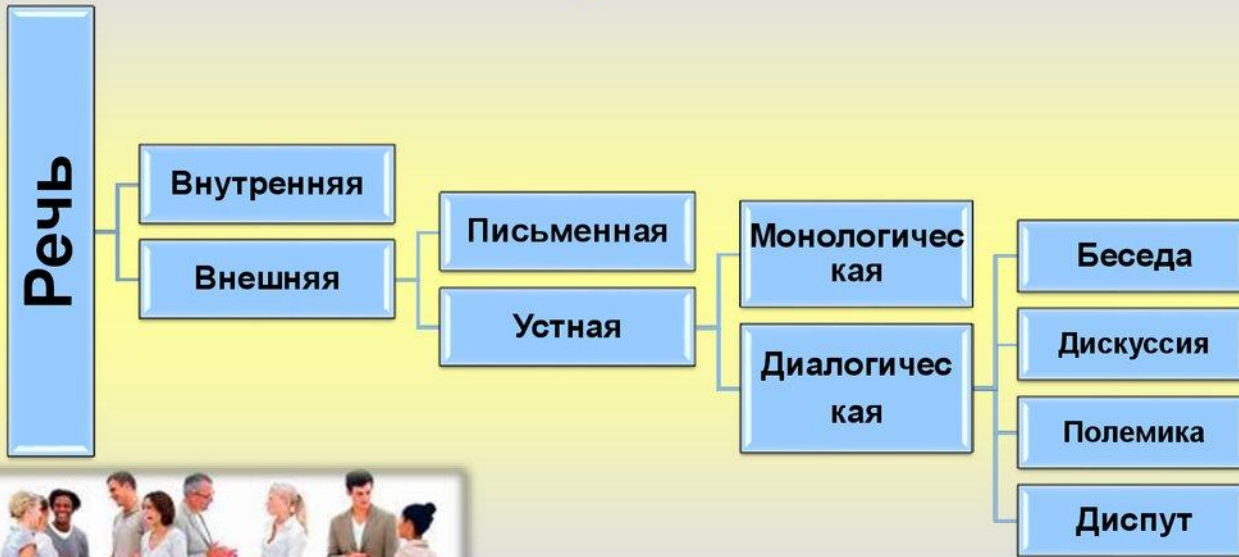 Речь
Внутренняя
Внешняя
Письменная
Устная
Монологичес
кая
Диалогичес
кая
Беседа
Дискуссия
Полемика
Диспут